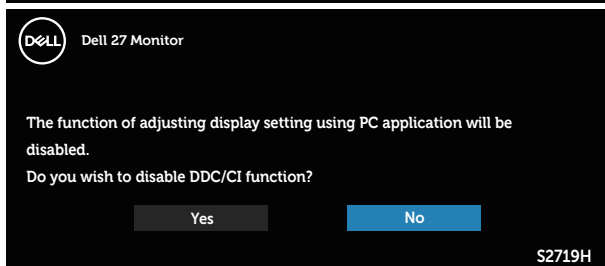 DELL
Dell 27 Monitor
The function of adjusting display setting using PC application will be
disabled.
Do you wish to disable DDC/CI function?
Yes
No
S2719H